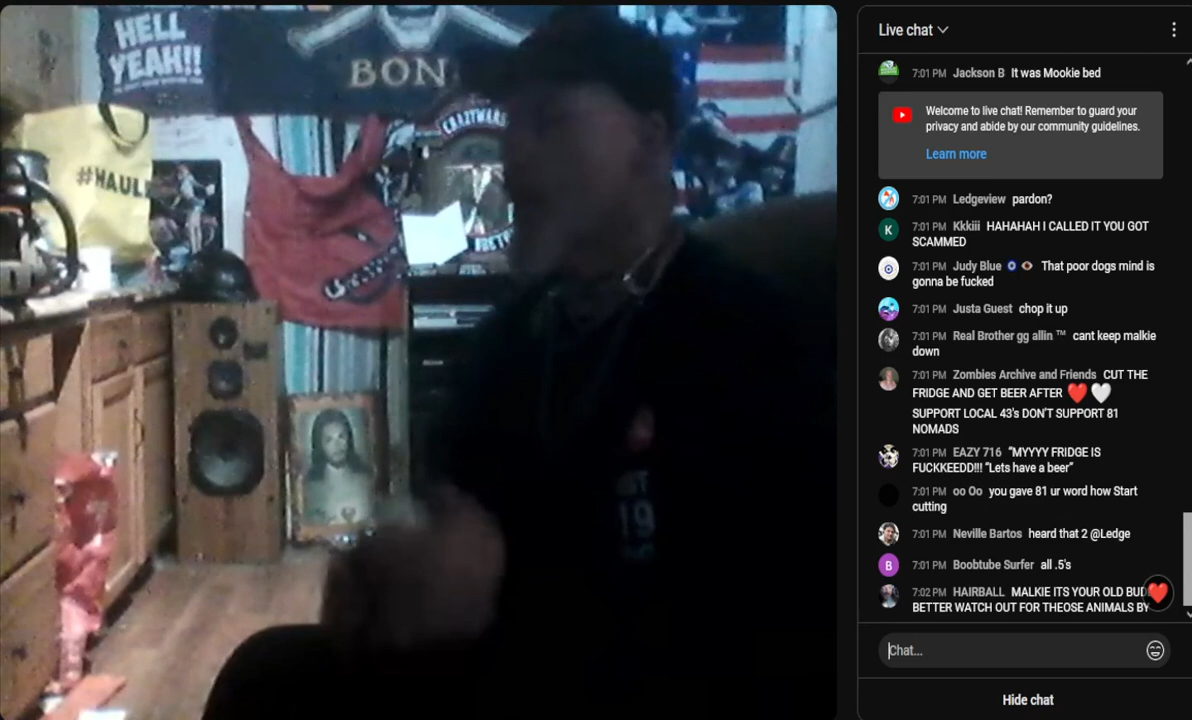 HELL
YEAH!!
BON
CRAZYWARS
#HAUL
19
Live chat
7:01 PM Jackson B It was Mookie bed
Welcome to live chat! Remember to guard your
privacy and abide by our community guidelines.
Learn more
7:01 PM Ledgeview pardon?
K
7:01 PM Kkkiii HAHAHAH I CALLED IT YOU GOT
SCAMMED
7:01 PM Judy Blue 🧿 👁️ That poor dogs mind is
gonna be fucked
7:01 PM Justa Guest chop it up
7:01 PM Real Brother gg allin ™ cant keep malkie
down
7:01 PM Zombies Archive and Friends CUT THE
FRIDGE AND GET BEER AFTER ❤️ 🤍
SUPPORT LOCAL 43's DON'T SUPPORT 81
NOMADS
7:01 PM EAZY 716 “MYYYY FRIDGE IS
FUCKKEEDD!!! “Lets have a beer”
7:01 PM oo Oo you gave 81 ur word how Start
cutting
7:01 PM Neville Bartos heard that 2 @Ledge
B
7:01 PM Boobtube Surfer all .5's
7:02 PM HAIRBALL MALKIE ITS YOUR OLD BUD
BETTER WATCH OUT FOR THEOSE ANIMALS BY
Chat...
Hide chat